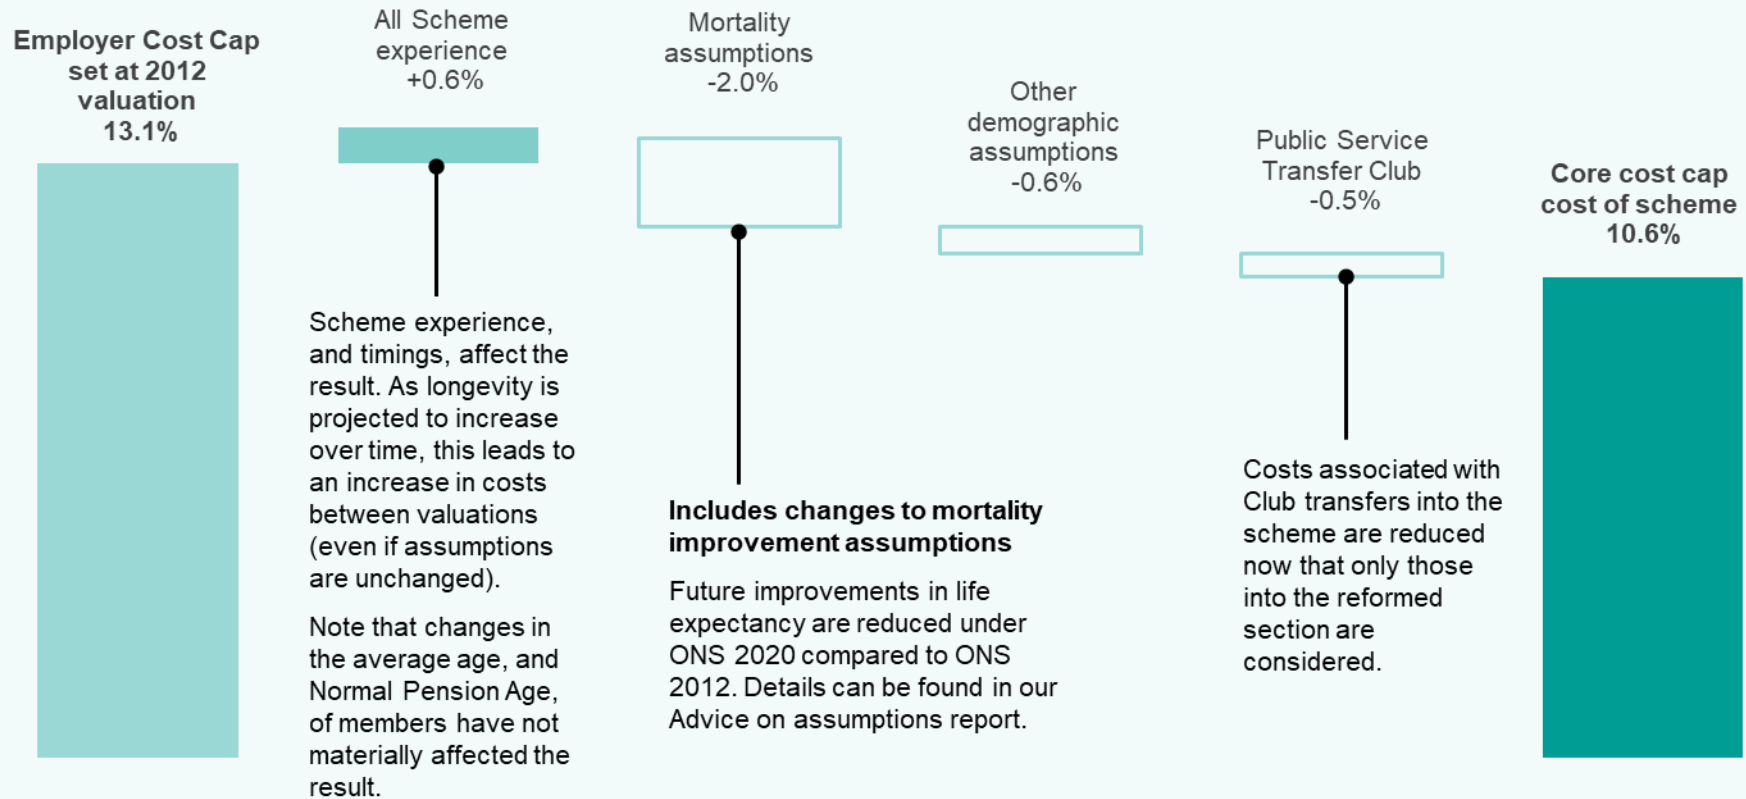 Employer Cost Cap
set at 2012
valuation
13.1%
All Scheme
experience
+0.6%
Mortality
assumptions
-2.0%
Other
demographic
assumptions
-0.6%
Public Service
Transfer Club
-0.5%
Core cost cap
cost of scheme
10.6%
Scheme experience,
and timings, affect the
result. As longevity is
projected to increase
over time, this leads to
an increase in costs
between valuations
(even if assumptions
are unchanged).
Note that changes in
the average age, and
Normal Pension Age,
of members have not
materially affected the
result.
Includes changes to mortality
improvement assumptions
Future improvements in life
expectancy are reduced under
ONS 2020 compared to ONS
2012. Details can be found in our
Advice on assumptions report.
Costs associated with
Club transfers into the
scheme are reduced
now that only those
into the reformed
section are
considered.